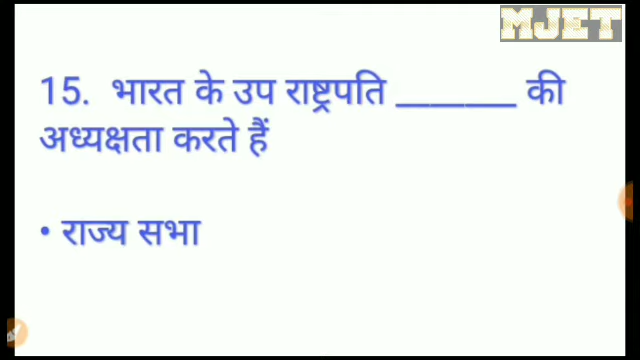 MJET
15. भारत के उप राष्ट्रपति _______ की
अध्यक्षता करते हैं
• राज्य सभा